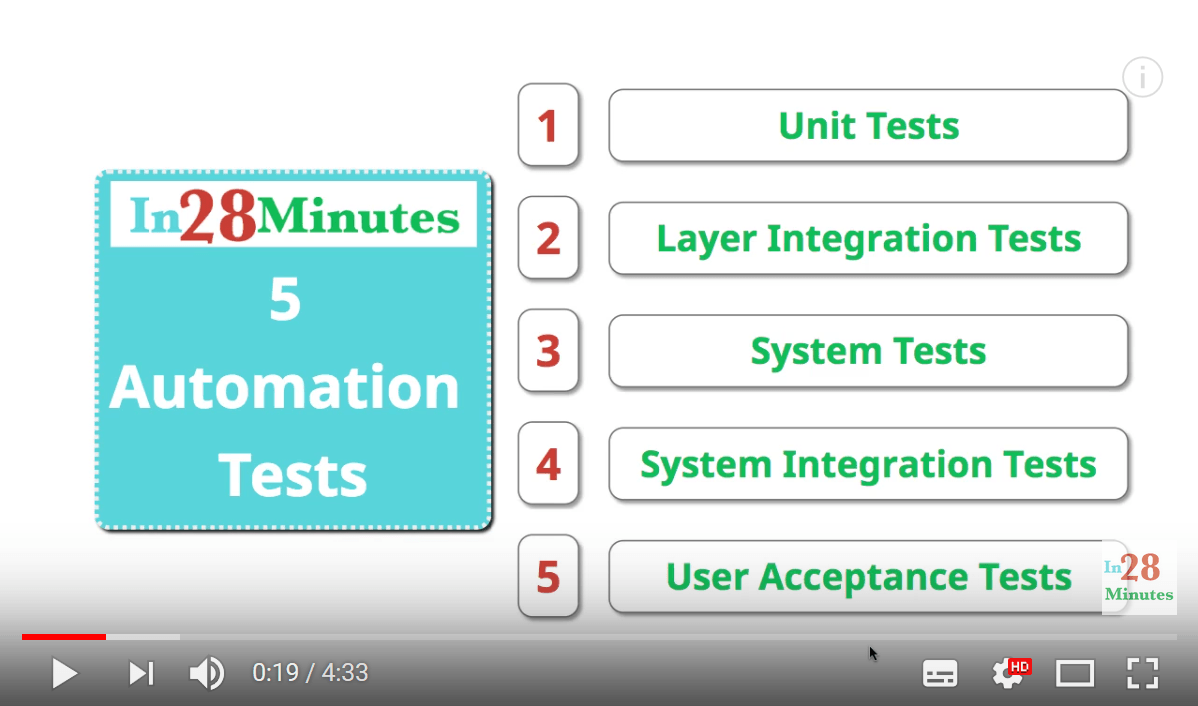 In28Minutes
5
Automation
Tests
1
Unit Tests
2
Layer Integration Tests
3
System Tests
4
System Integration Tests
5
User Acceptance Tests
i
In28
Minutes
0:19 / 4:33
HD